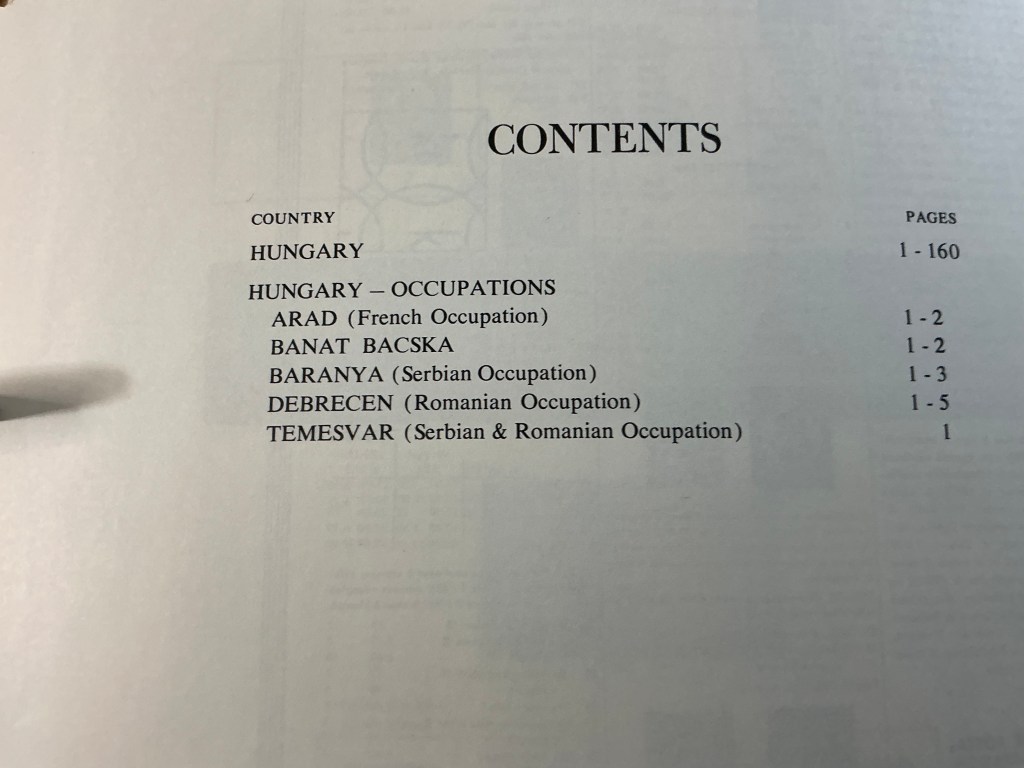 CONTENTS
COUNTRY PAGES
HUNGARY 1 - 160
HUNGARY – OCCUPATIONS
ARAD (French Occupation) 1 - 2
BANAT BACSKA 1 - 2
BARANYA (Serbian Occupation) 1 - 3
DEBRECEN (Romanian Occupation) 1 - 5
TEMESVAR (Serbian & Romanian Occupation) 1